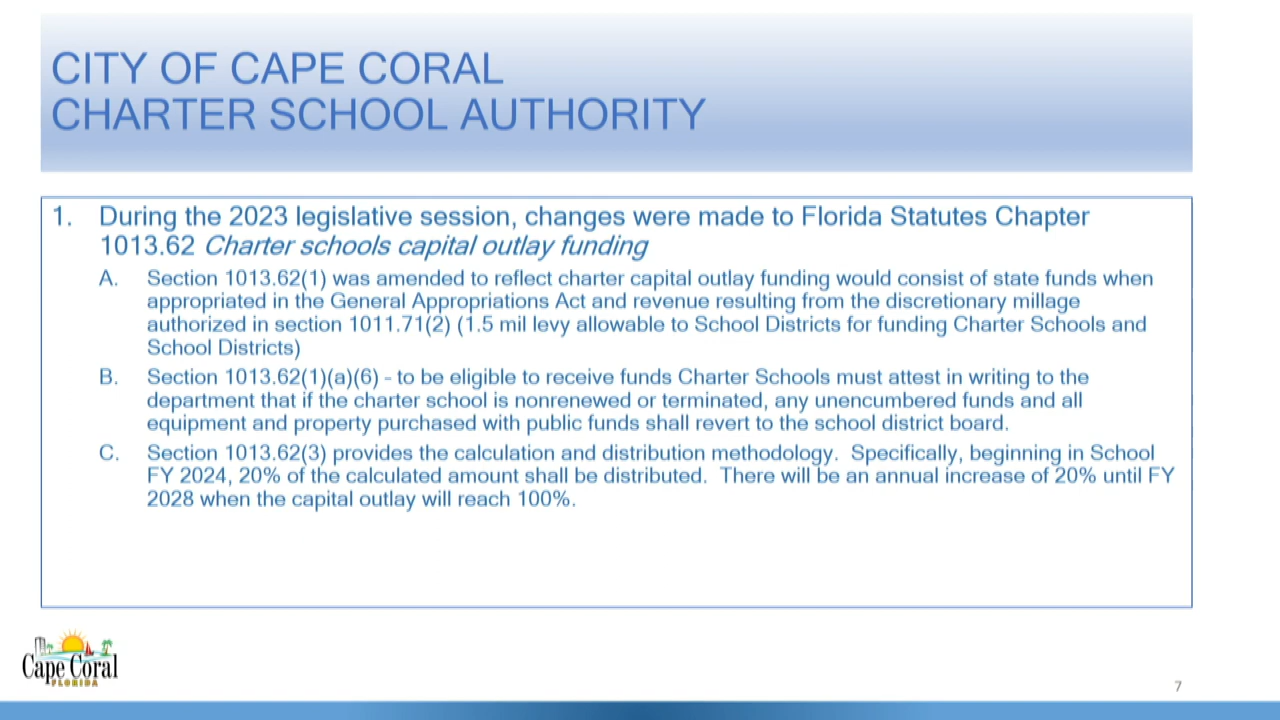 CITY OF CAPE CORAL
CHARTER SCHOOL AUTHORITY
1. During the 2023 legislative session, changes were made to Florida Statutes Chapter
1013.62 Charter schools capital outlay funding
A. Section 1013.62(1) was amended to reflect charter capital outlay funding would consist of state funds when
appropriated in the General Appropriations Act and revenue resulting from the discretionary millage
authorized in section 1011.71(2) (1.5 mil levy allowable to School Districts for funding Charter Schools and
School Districts)
B. Section 1013.62(1)(a)(6) - to be eligible to receive funds Charter Schools must attest in writing to the
department that if the charter school is nonrenewed or terminated, any unencumbered funds and all
equipment and property purchased with public funds shall revert to the school district board.
C. Section 1013.62(3) provides the calculation and distribution methodology. Specifically, beginning in School
FY 2024, 20% of the calculated amount shall be distributed. There will be an annual increase of 20% until FY
2028 when the capital outlay will reach 100%.
Cape Coral
FLORIDA
7